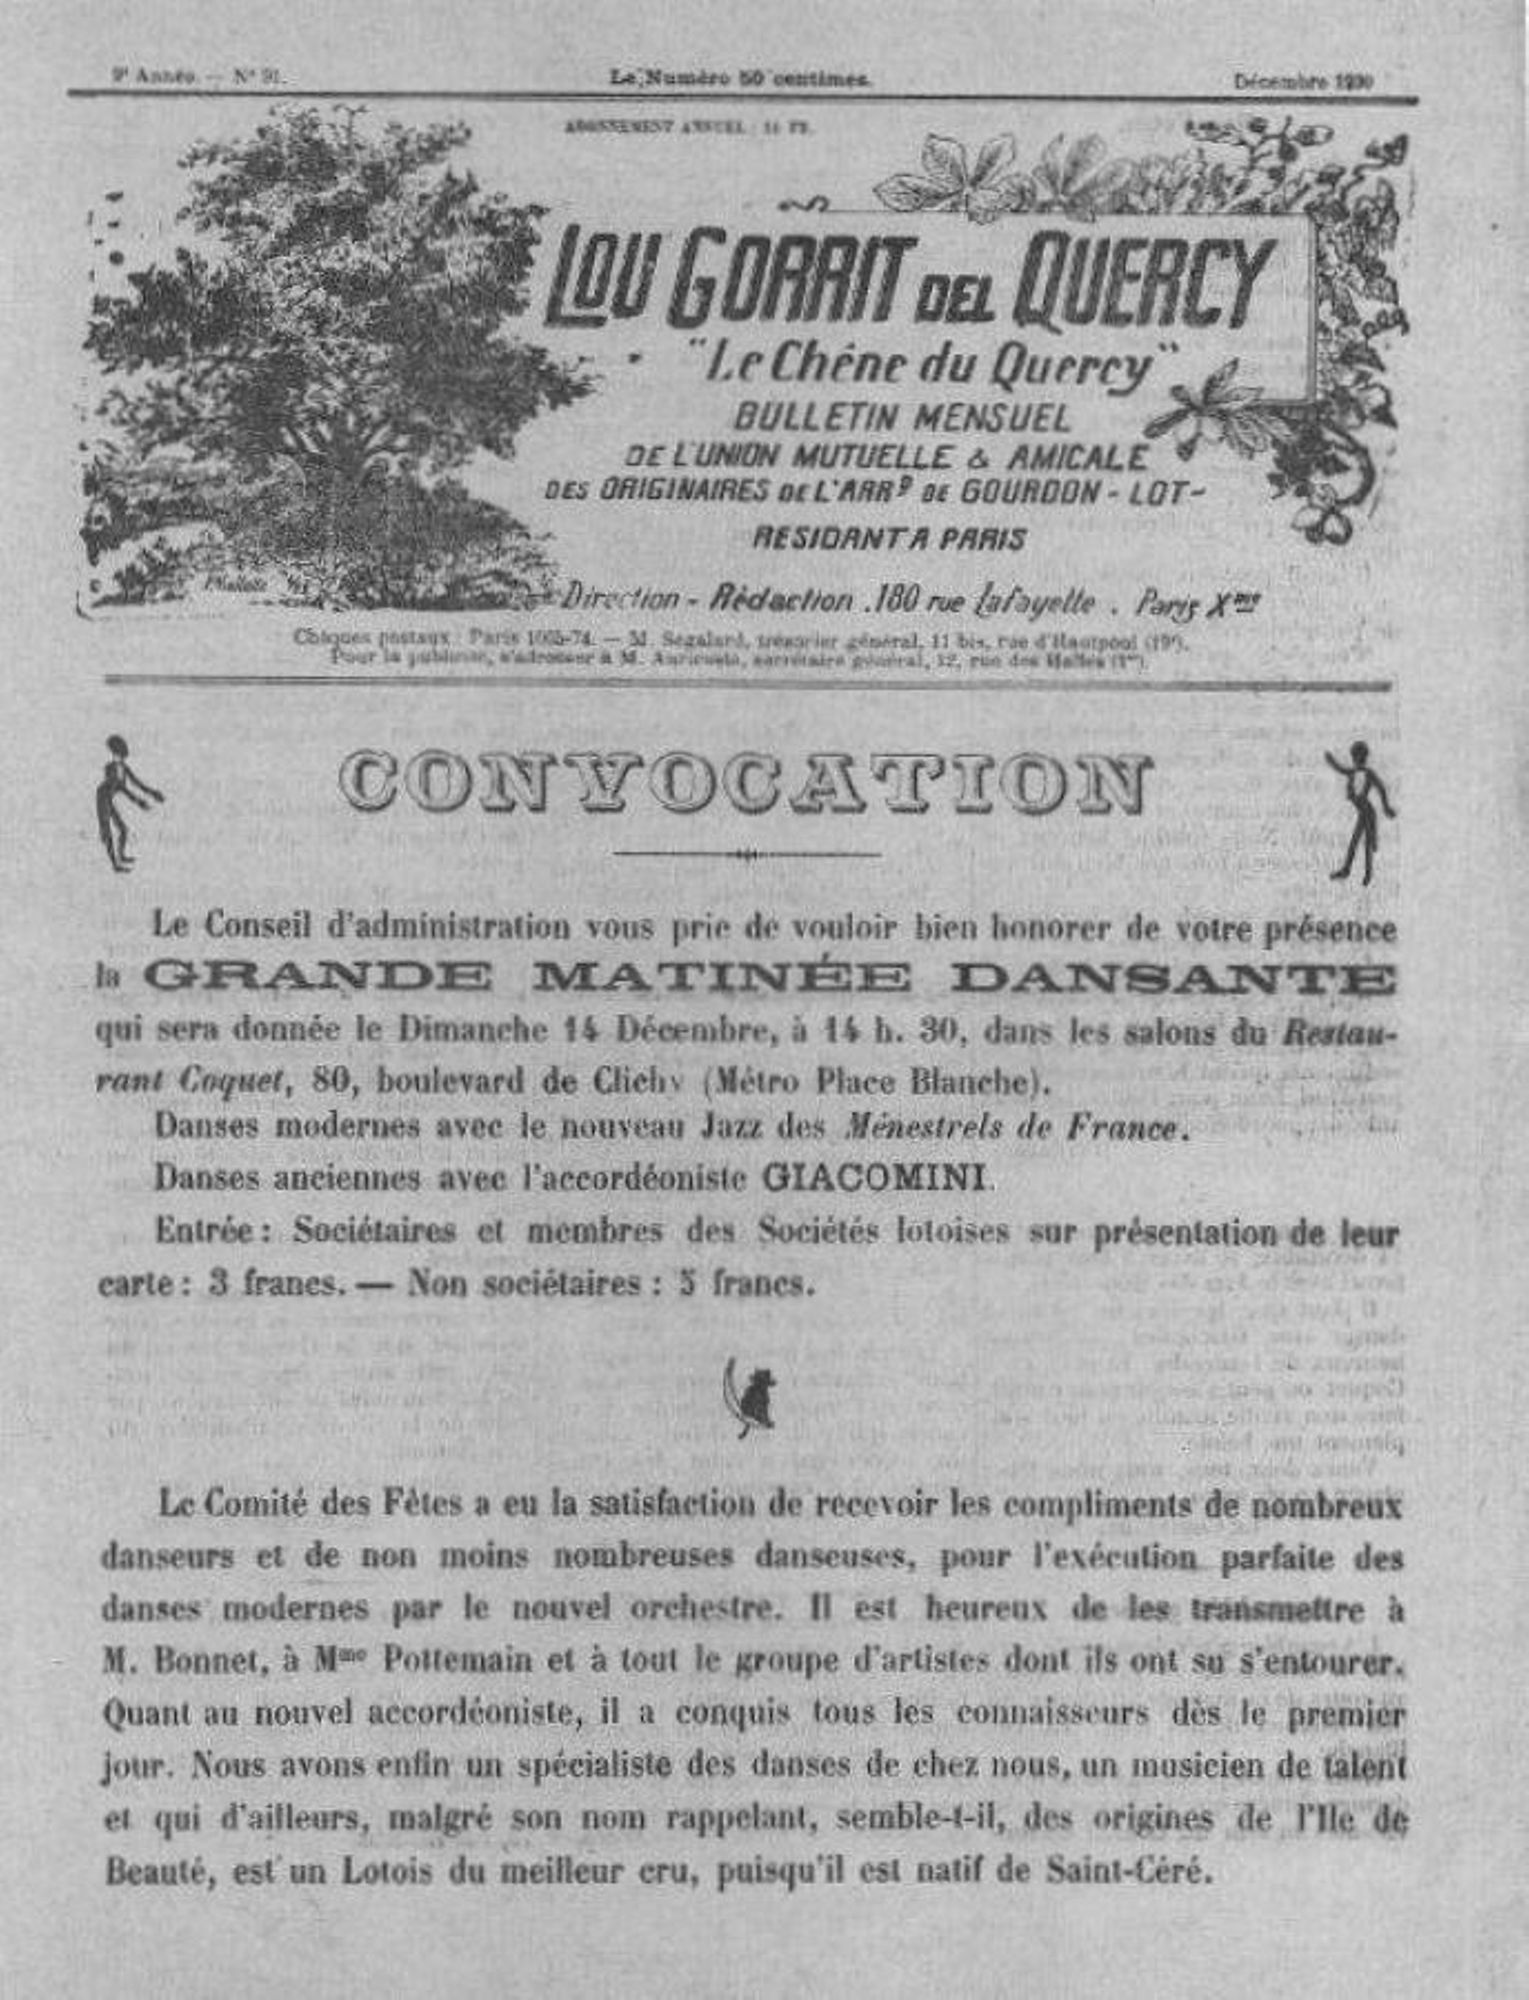 9e Année. — N° 91.
Le Numéro 50 centimes.
Décembre 1930
ABONNEMENT ANNUEL : FR.
LOU GORRIT DEL QUERCY
"Le Chêne du Quercy"
BULLETIN MENSUEL
DE L'UNION MUTUELLE & AMICALE
DES ORIGINAIRES DE L'ARRD DE GOURDON - LOT-
RESIDANT A PARIS
Direction - Rédaction . 180 rue Lafayette . Paris Xme
Chèques postaux : Paris 1065-74. — M. Ségalard, trésorier général, 11 bis, rue d'Hautpoul (19e).
Pour la publicité, s'adresser à M. Auricoste, secrétaire général, 12, rue des Halles (1er).
CONVOCATION
Le Conseil d'administration vous prie de vouloir bien honorer de votre présence
la GRANDE MATINÉE DANSANTE
qui sera donnée le Dimanche 14 Décembre, à 14 h. 30, dans les salons du Restau-
rant Coquet, 80, boulevard de Clichy (Métro Place Blanche).
Danses modernes avec le nouveau Jazz des Ménestrels de France.
Danses anciennes avec l'accordéoniste GIACOMINI.
Entrée : Sociétaires et membres des Sociétés lotoises sur présentation de leur
carte : 3 francs. — Non sociétaires : 5 francs.
Le Comité des Fêtes a eu la satisfaction de recevoir les compliments de nombreux
danseurs et de non moins nombreuses danseuses, pour l'exécution parfaite des
danses modernes par le nouvel orchestre. Il est heureux de les transmettre à
M. Bonnet, à Mme Pottemain et à tout le groupe d'artistes dont ils ont su s'entourer.
Quant au nouvel accordéoniste, il a conquis tous les connaisseurs dès le premier
jour. Nous avons enfin un spécialiste des danses de chez nous, un musicien de talent
et qui d'ailleurs, malgré son nom rappelant, semble-t-il, des origines de l'Ile de
Beauté, est un Lotois du meilleur cru, puisqu'il est natif de Saint-Céré.